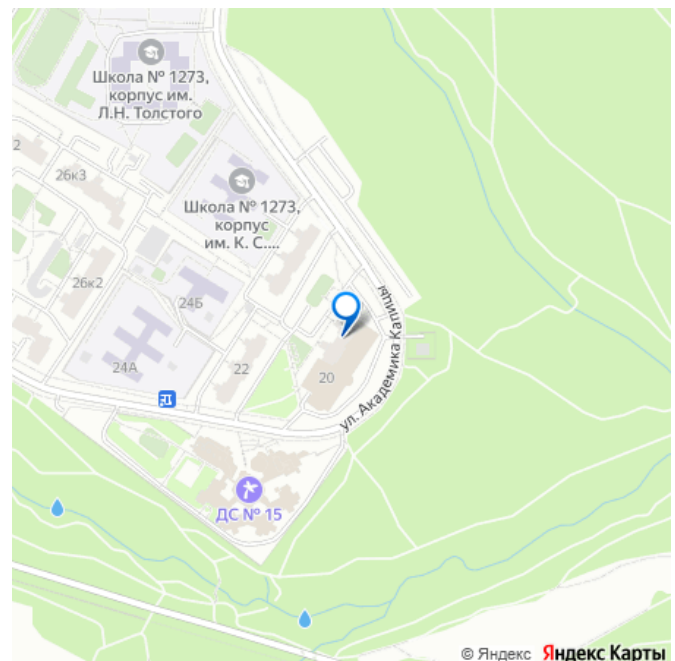 Школа № 1273,
корпус им.
Л.Н. Толстого
2
26к3
Школа № 1273,
корпус
им. К. С....
26к2
24Б
ул. Академика Капицы
24А
22
20
ДС № 15
© Яндекс Яндекс Карты